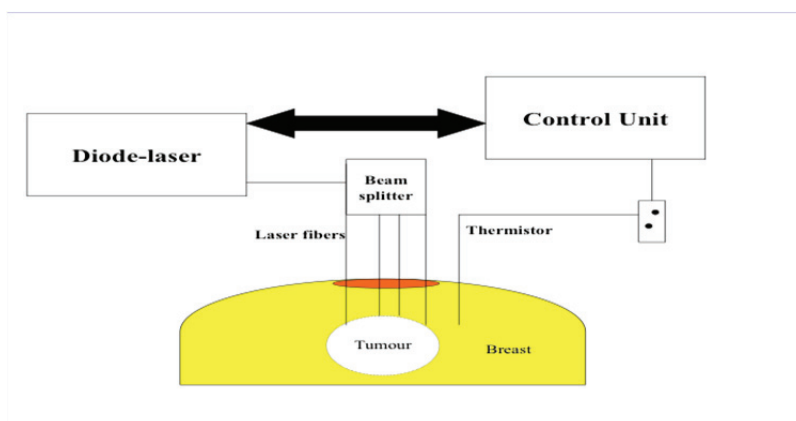 Control Unit
Diode-laser
Beam
splitter
Laser fibers
Thermistor
Tumour
Breast